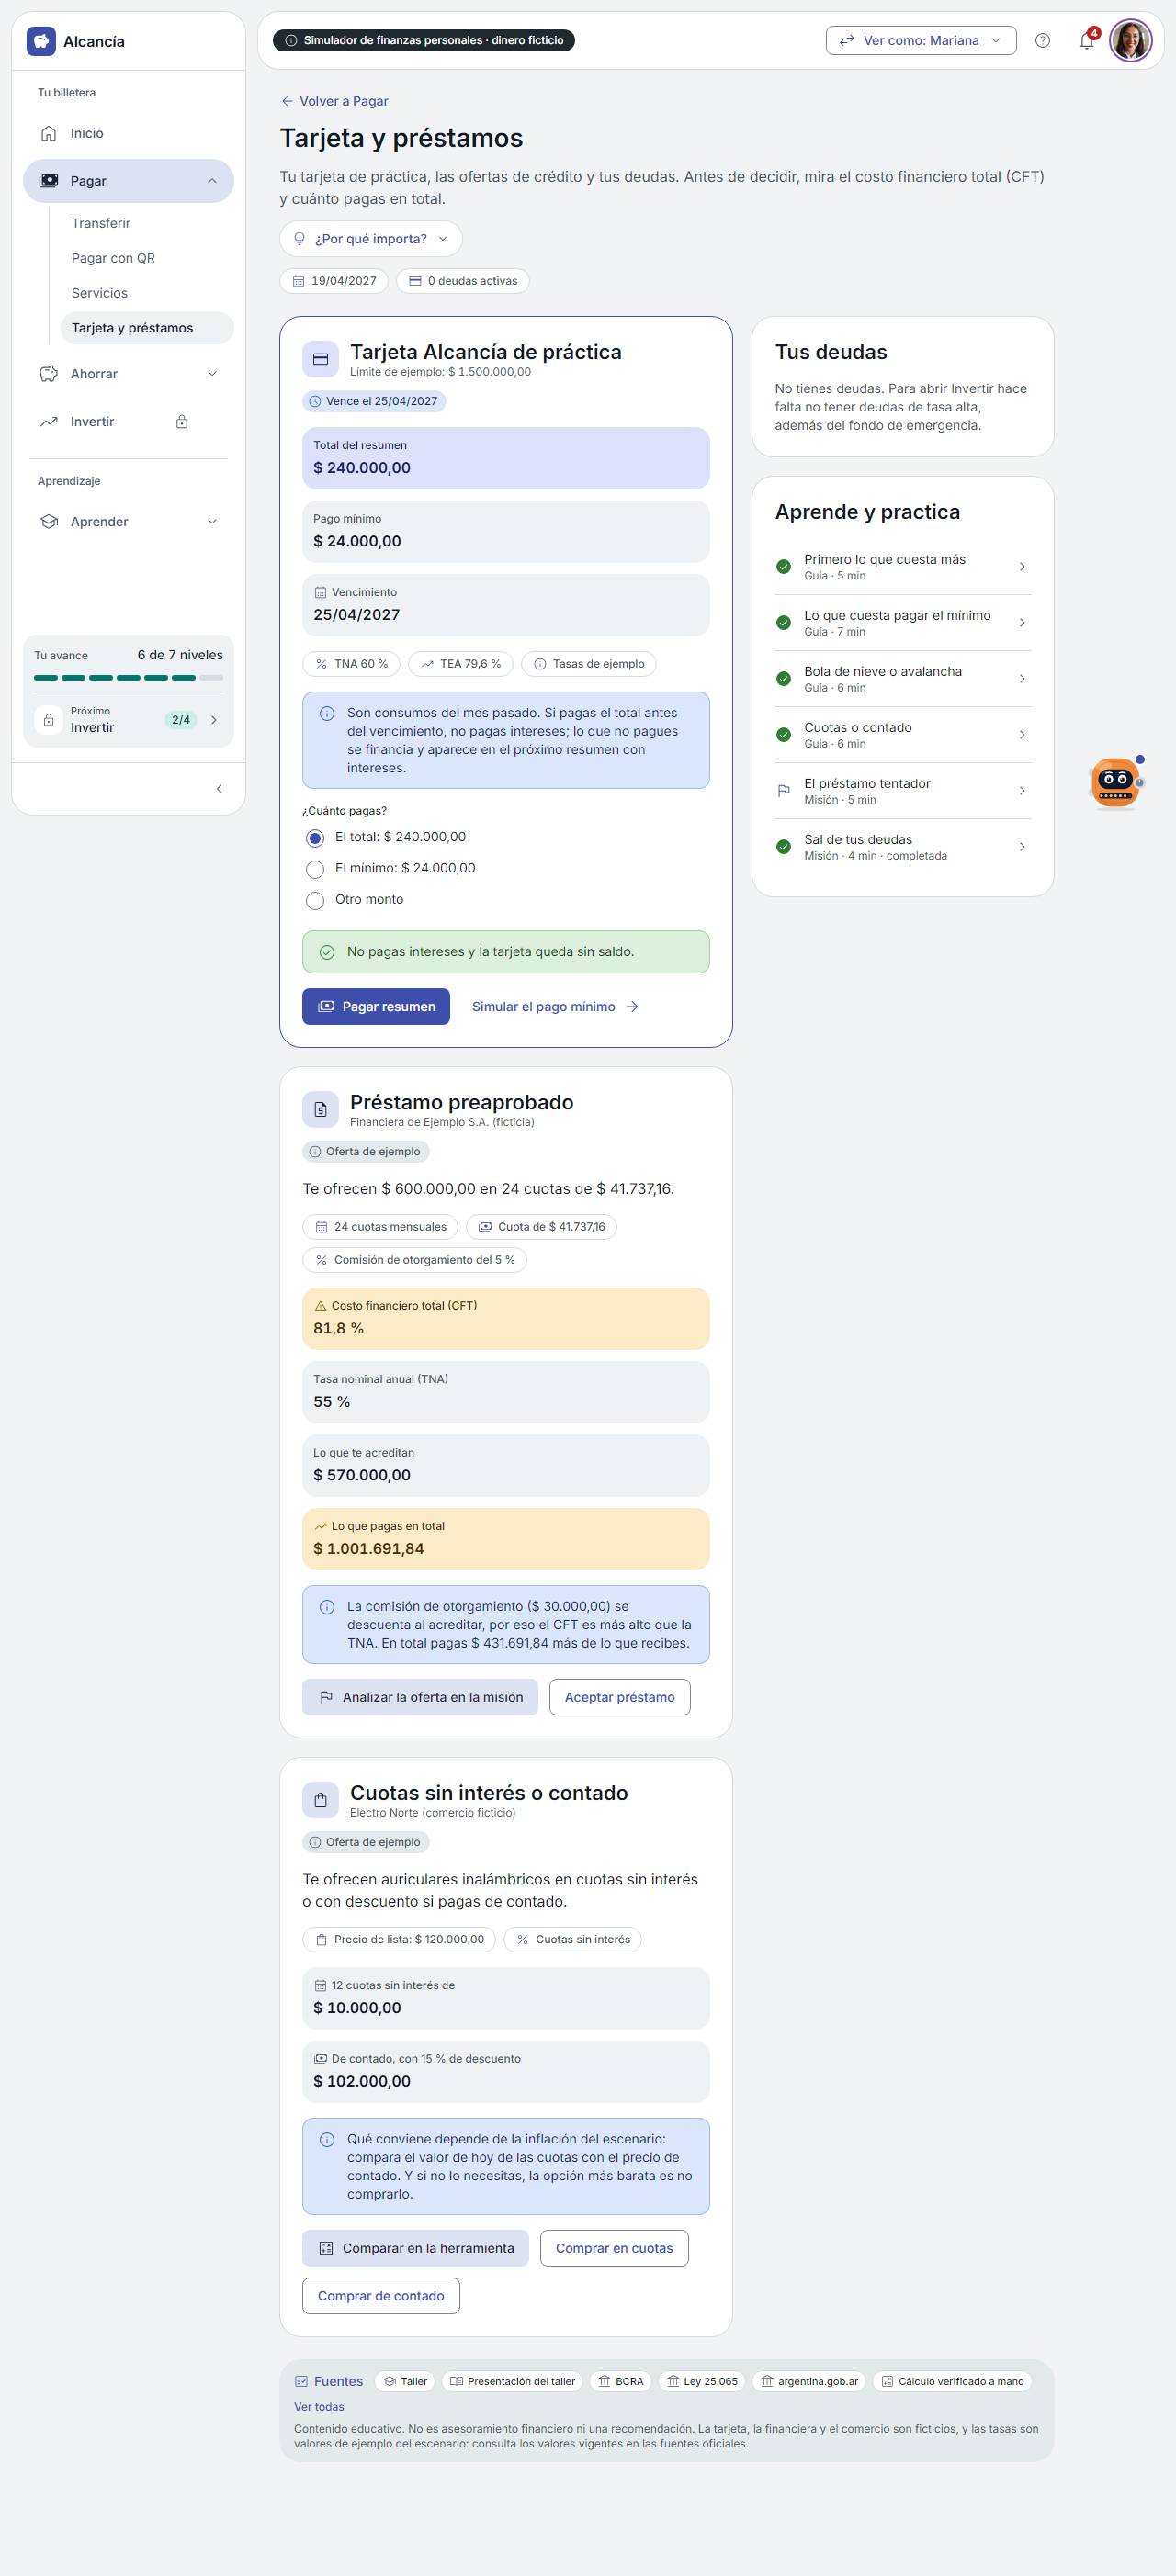 Alcancía
Simulador de finanzas personales · dinero ficticio
Ver como: Mariana
4
Tu billetera
Inicio
Pagar
Transferir
Pagar con QR
Servicios
Tarjeta y préstamos
Ahorrar
Invertir
Aprendizaje
Aprender
Tu avance
6 de 7 niveles
Próximo
Invertir
2/4
Volver a Pagar
Tarjeta y préstamos
Tu tarjeta de práctica, las ofertas de crédito y tus deudas. Antes de decidir, mira el costo financiero total (CFT)
y cuánto pagas en total.
¿Por qué importa?
19/04/2027
0 deudas activas
Tarjeta Alcancía de práctica
Límite de ejemplo: $ 1.500.000,00
Vence el 25/04/2027
Total del resumen
$ 240.000,00
Pago mínimo
$ 24.000,00
Vencimiento
25/04/2027
TNA 60 %
TEA 79,6 %
Tasas de ejemplo
Son consumos del mes pasado. Si pagas el total antes
del vencimiento, no pagas intereses; lo que no pagues
se financia y aparece en el próximo resumen con
intereses.
¿Cuánto pagas?
El total: $ 240.000,00
El mínimo: $ 24.000,00
Otro monto
No pagas intereses y la tarjeta queda sin saldo.
Pagar resumen
Simular el pago mínimo
Préstamo preaprobado
Financiera de Ejemplo S.A. (ficticia)
Oferta de ejemplo
Te ofrecen $ 600.000,00 en 24 cuotas de $ 41.737,16.
24 cuotas mensuales
Cuota de $ 41.737,16
Comisión de otorgamiento del 5 %
Costo financiero total (CFT)
81,8 %
Tasa nominal anual (TNA)
55 %
Lo que te acreditan
$ 570.000,00
Lo que pagas en total
$ 1.001.691,84
La comisión de otorgamiento ($ 30.000,00) se
descuenta al acreditar, por eso el CFT es más alto que la
TNA. En total pagas $ 431.691,84 más de lo que recibes.
Analizar la oferta en la misión
Aceptar préstamo
Cuotas sin interés o contado
Electro Norte (comercio ficticio)
Oferta de ejemplo
Te ofrecen auriculares inalámbricos en cuotas sin interés
o con descuento si pagas de contado.
Precio de lista: $ 120.000,00
Cuotas sin interés
12 cuotas sin interés de
$ 10.000,00
De contado, con 15 % de descuento
$ 102.000,00
Qué conviene depende de la inflación del escenario:
compara el valor de hoy de las cuotas con el precio de
contado. Y si no lo necesitas, la opción más barata es no
comprarlo.
Comparar en la herramienta
Comprar en cuotas
Comprar de contado
Tus deudas
No tienes deudas. Para abrir Invertir hace
falta no tener deudas de tasa alta,
además del fondo de emergencia.
Aprende y practica
Primero lo que cuesta más
Guía · 5 min
Lo que cuesta pagar el mínimo
Guía · 7 min
Bola de nieve o avalancha
Guía · 6 min
Cuotas o contado
Guía · 6 min
El préstamo tentador
Misión · 5 min
Sal de tus deudas
Misión · 4 min · completada
Fuentes
Taller
Presentación del taller
BCRA
Ley 25.065
argentina.gob.ar
Cálculo verificado a mano
Ver todas
Contenido educativo. No es asesoramiento financiero ni una recomendación. La tarjeta, la financiera y el comercio son ficticios, y las tasas son
valores de ejemplo del escenario: consulta los valores vigentes en las fuentes oficiales.